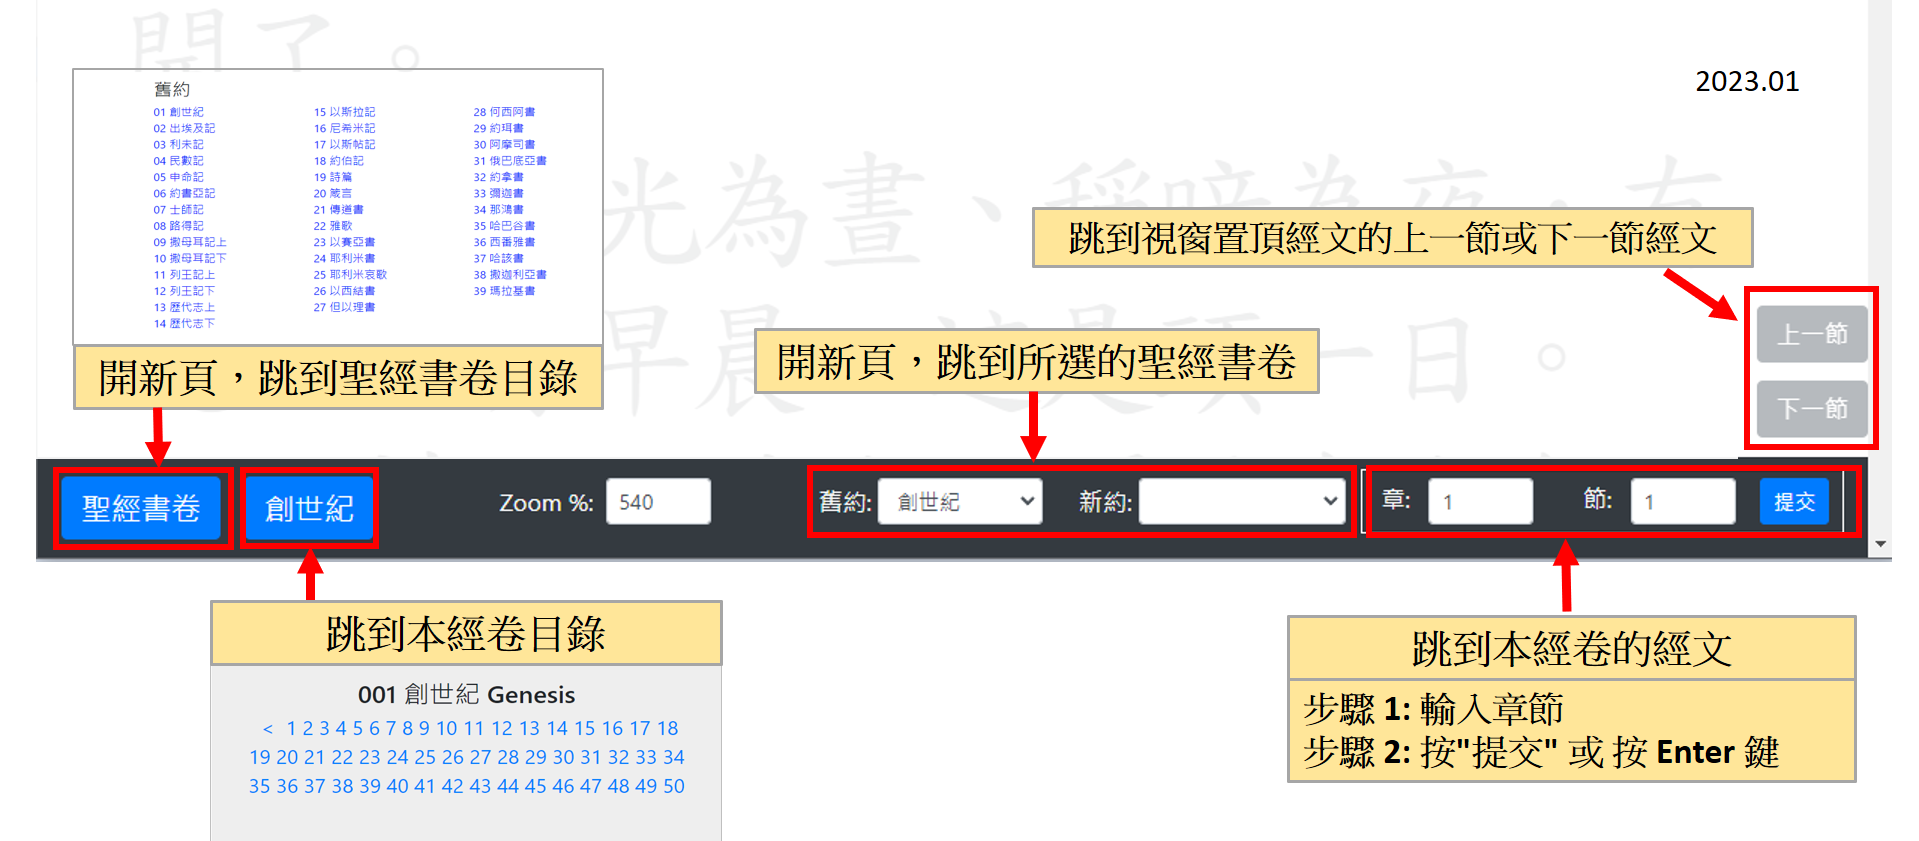 開了。
2023.01
舊約
01 創世紀
02 出埃及記
03 利未記
04 民數記
05 申命記
06 約書亞記
07 士師記
08 路得記
09 撒母耳記上
10 撒母耳記下
11 列王記上
12 列王記下
13 歷代志上
14 歷代志下
15 以斯拉記
16 尼希米記
17 以斯帖記
18 約伯記
19 詩篇
20 箴言
21 傳道書
22 雅歌
23 以賽亞書
24 耶利米書
25 耶利米哀歌
26 以西結書
27 但以理書
28 何西阿書
29 約珥書
30 阿摩司書
31 俄巴底亞書
32 約拿書
33 彌迦書
34 那鴻書
35 哈巴谷書
36 西番雅書
37 哈該書
38 撒迦利亞書
39 瑪拉基書
光為晝、稱暗為夜．有
跳到視窗置頂經文的上一節或下一節經文
早晨
一日。
上一節
下一節
開新頁，跳到聖經書卷目錄
開新頁，跳到所選的聖經書卷
聖經書卷
創世紀
Zoom %: 540
舊約: 創世紀
新約:
章: 1
節: 1
提交
跳到本經卷目錄
001 創世紀 Genesis
< 1 2 3 4 5 6 7 8 9 10 11 12 13 14 15 16 17 18
19 20 21 22 23 24 25 26 27 28 29 30 31 32 33 34
35 36 37 38 39 40 41 42 43 44 45 46 47 48 49 50
跳到本經卷的經文
步驟 1: 輸入章節
步驟 2: 按"提交" 或 按 Enter 鍵